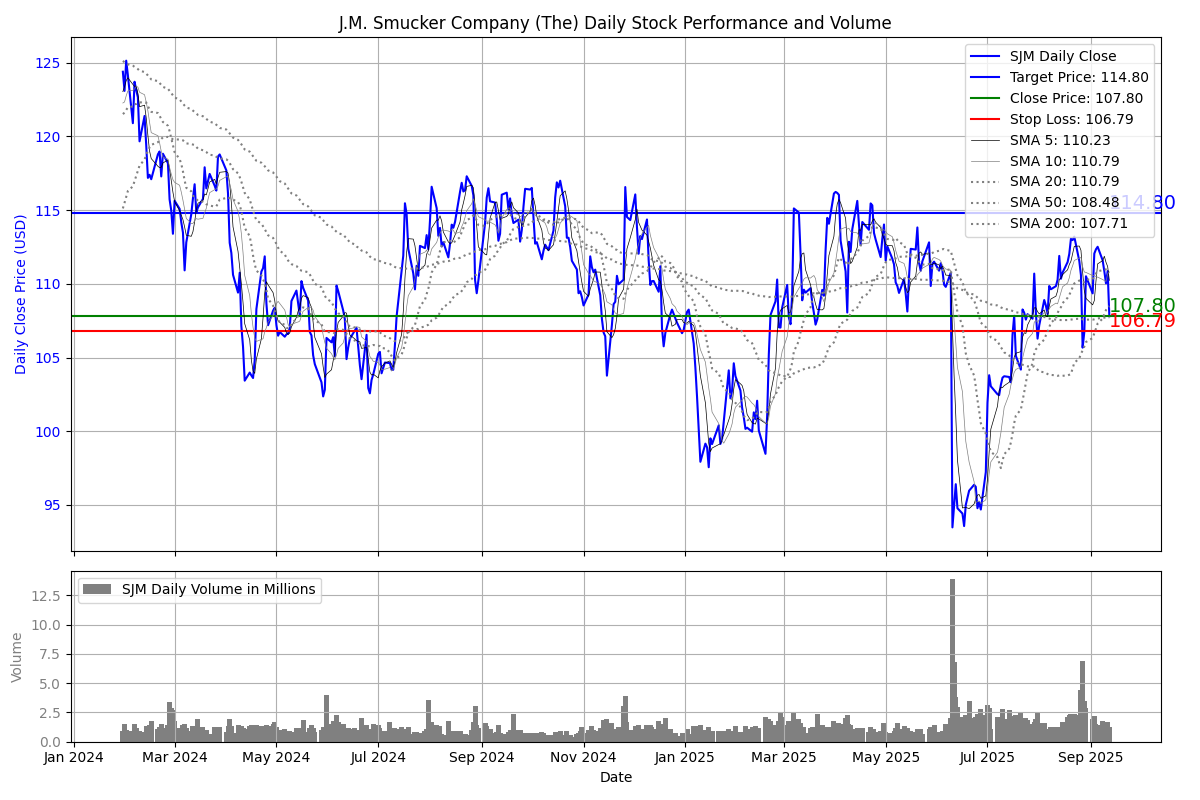 J.M. Smucker Company (The) Daily Stock Performance and Volume
Daily Close Price (USD)
125
120
115
110
105
100
95
SJM Daily Close
Target Price: 114.80
Close Price: 107.80
Stop Loss: 106.79
SMA 5: 110.23
SMA 10: 110.79
SMA 20: 110.79
SMA 50: 108.48
SMA 200: 107.71
114.80
107.80
106.79
Volume
12.5
10.0
7.5
5.0
2.5
0.0
SJM Daily Volume in Millions
Jan 2024 Mar 2024 May 2024 Jul 2024 Sep 2024 Nov 2024 Jan 2025 Mar 2025 May 2025 Jul 2025 Sep 2025
Date